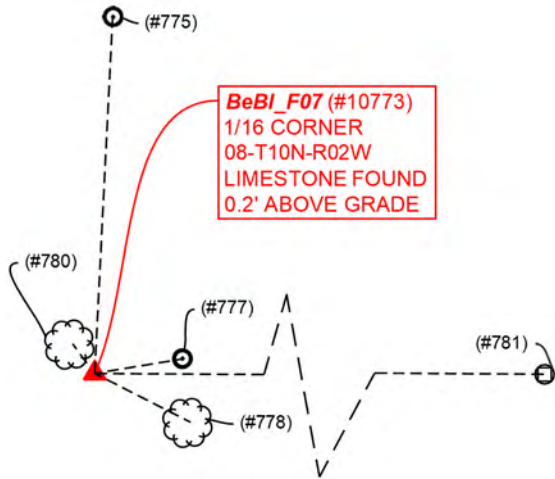 (#775)
BeBl_F07 (#10773)
1/16 CORNER
08-T10N-R02W
LIMESTONE FOUND
0.2' ABOVE GRADE
(#780)
(#777)
(#781)
(#778)